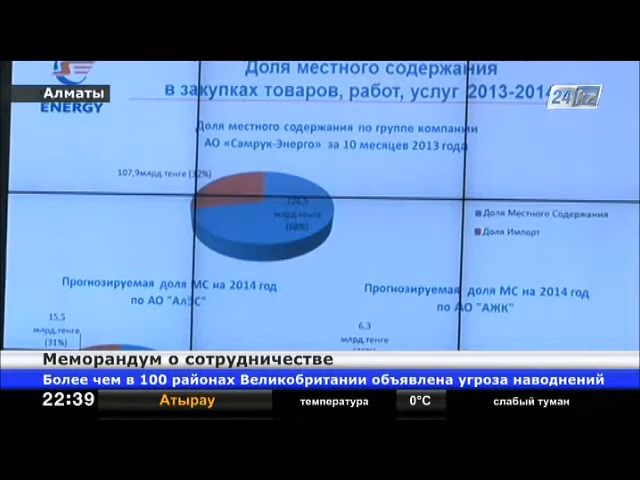 Алматы
ENERGY
24.kz
Доля местного содержания
в закупках товаров, работ, услуг 2013-2014
Доля местного содержания по группе компании
АО «Самрук-Энерго» за 10 месяцев 2013 года
107,9млрд.тенге (32%)
млрд.тенге
(68%)
Доля Местного Содержания
Доля Импорт
Прогнозируемая доля МС на 2014 год
по АО "АлЭС"
Прогнозируемая доля МС на 2014 год
по АО "АЖК"
15,5
млрд.тенге
(31%)
6,3
млрд.тенге
Меморандум о сотрудничестве
Более чем в 100 районах Великобритании объявлена угроза наводнений
22:39
Атырау
температура
0°C
слабый туман